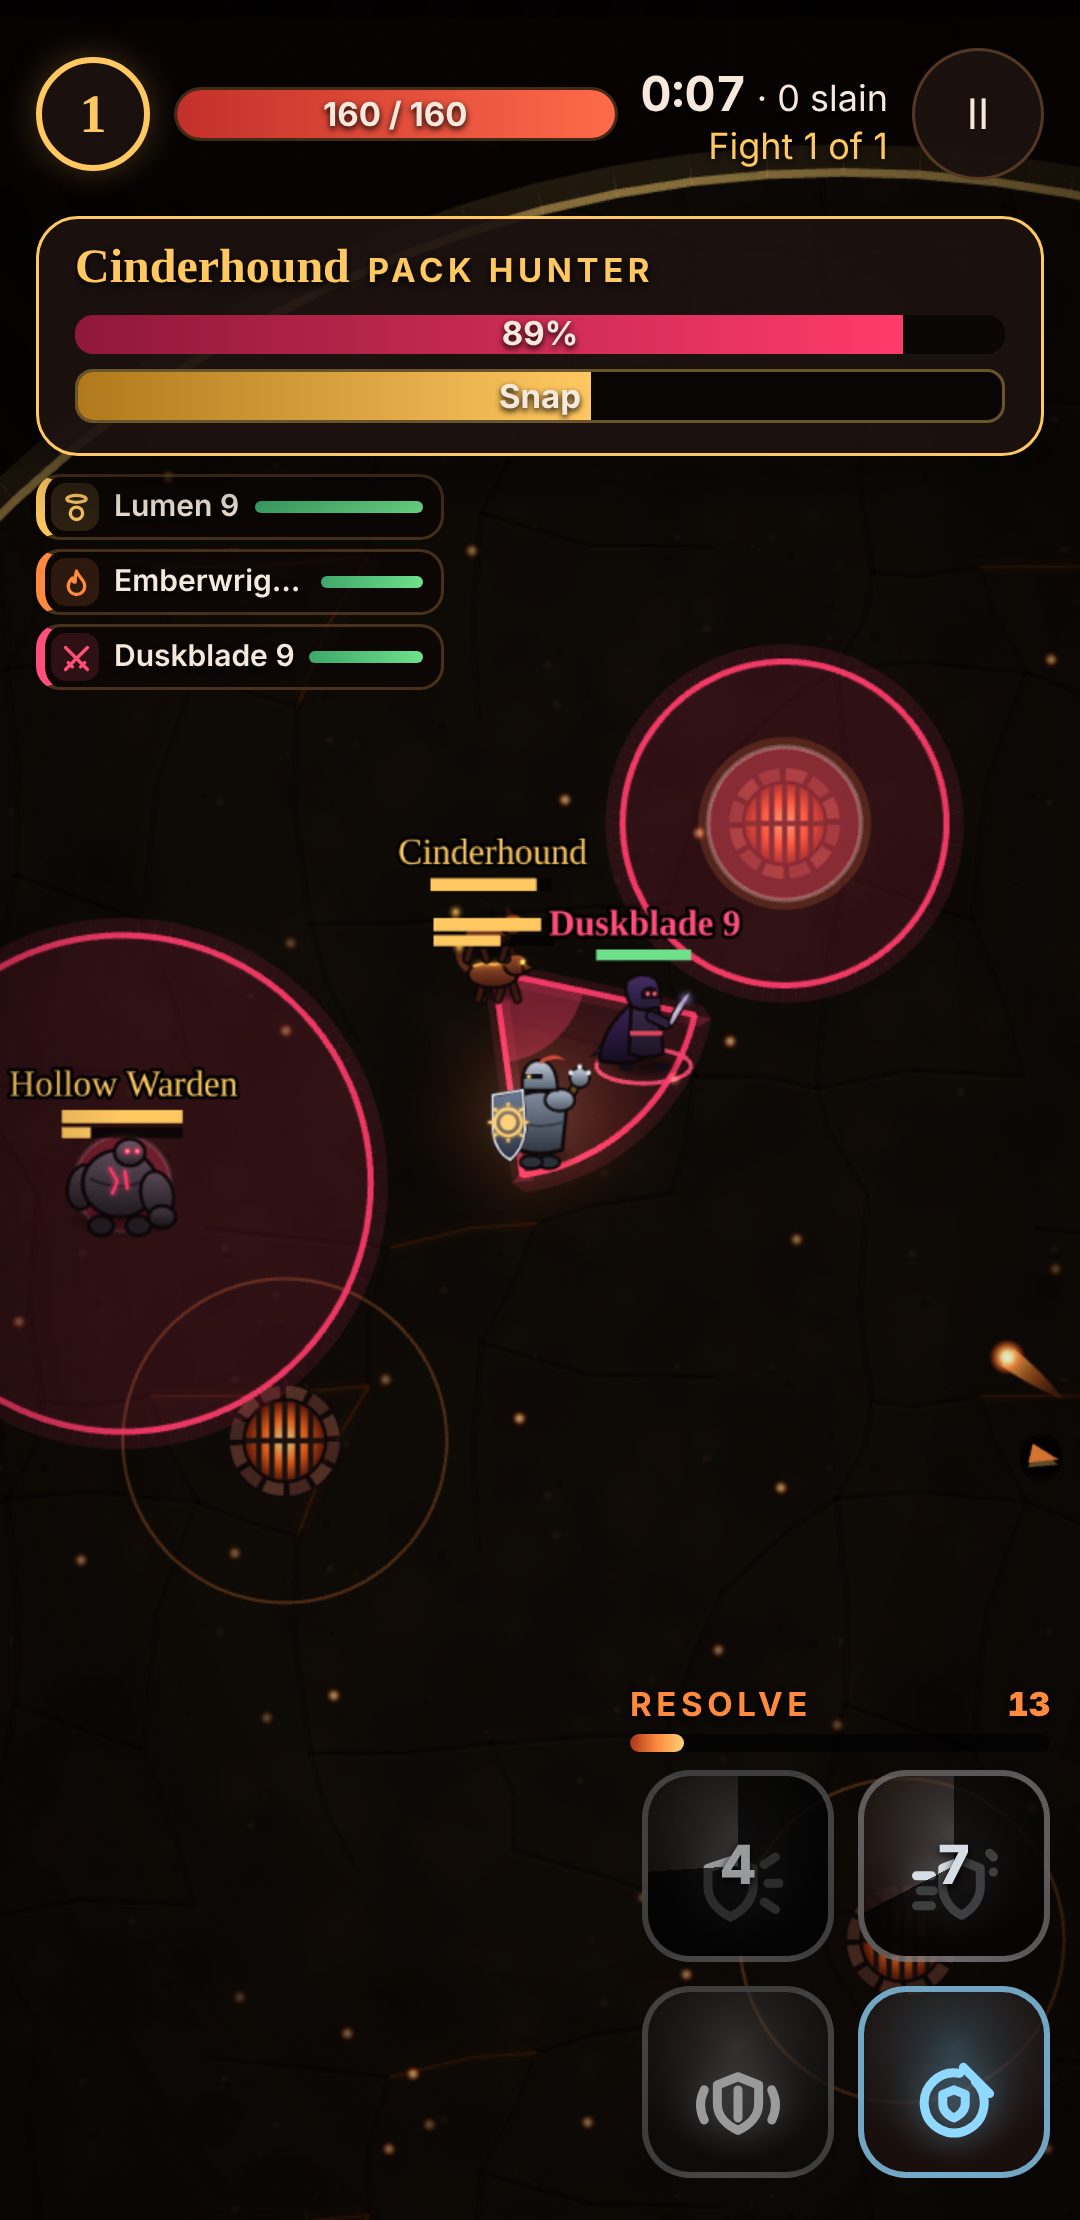 1
160 / 160
0:07 · 0 slain
Fight 1 of 1
Cinderhound PACK HUNTER
89%
Snap
Lumen 9
Emberwrig...
Duskblade 9
Cinderhound
Duskblade 9
Hollow Warden
RESOLVE 13
4
7